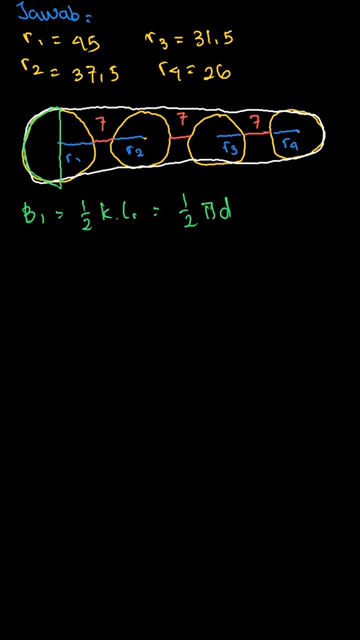 Jawab =
r₁ = 45 r₃ = 31,5
r₂ = 37,5 r₄ = 26
7 7 7
r₁ r₂ r₃ r₄
B₁ = 1/2 K.L. = 1/2 πd